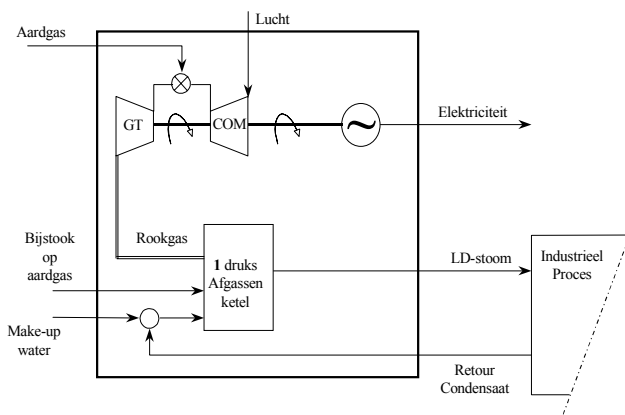 Lucht
Aardgas
GT
COM
~
Elektriciteit
Rookgas
Bijstook
op
aardgas
1 druks
Afgassen
ketel
LD-stoom
Industrieel
Proces
Make-up
water
Retour
Condensaat